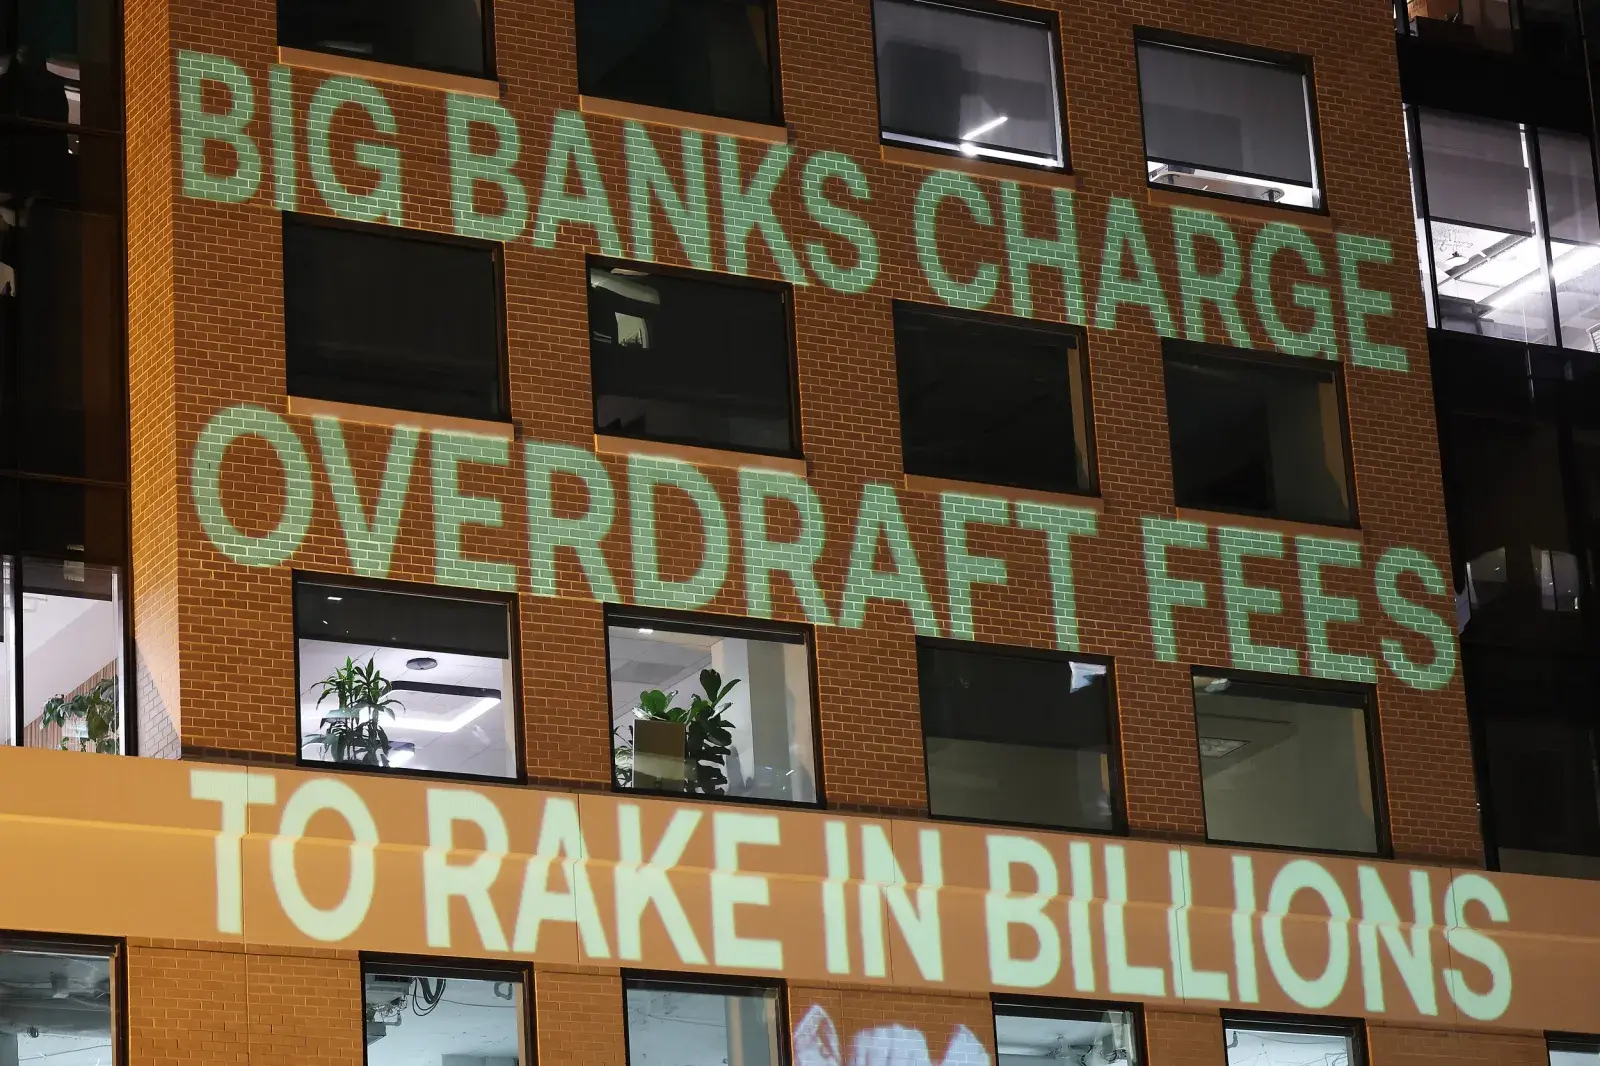 BIG BANKS CHARGE
OVERDRAFT FEES
TO RAKE IN BILLIONS